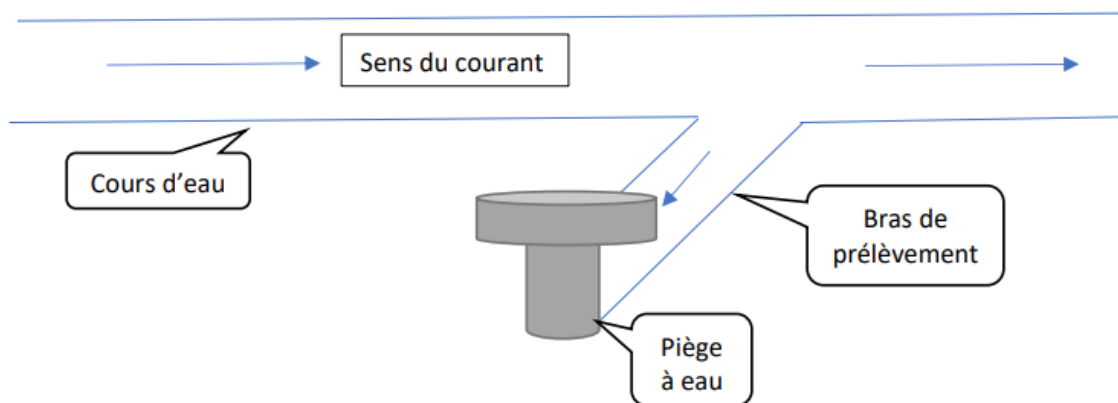 Sens du courant
Cours d’eau
Bras de
prélèvement
Piège
à eau